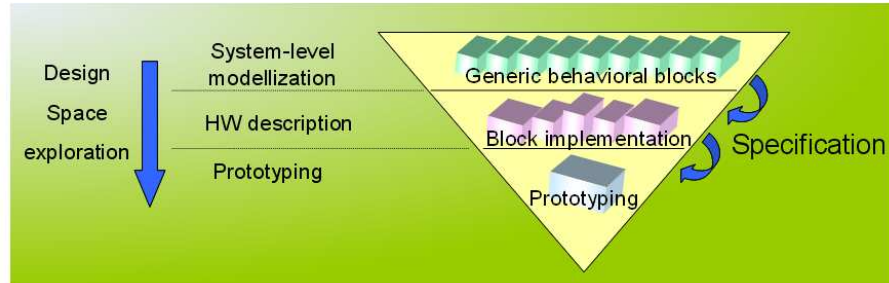 Design
Space
exploration
System-level
modellization
HW description
Prototyping
Generic behavioral blocks
Block implementation
Prototyping
Specification